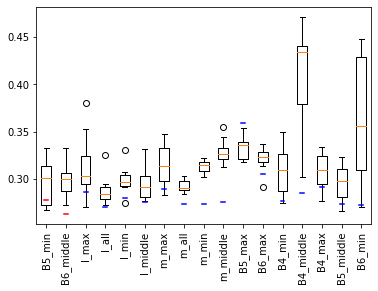 0.45
0.40
0.35
0.30
B5_min
B6_middle
l_max
l_all
l_min
l_middle
m_max
m_all
m_min
m_middle
B5_max
B6_max
B4_min
B4_middle
B4_max
B5_middle
B6_min